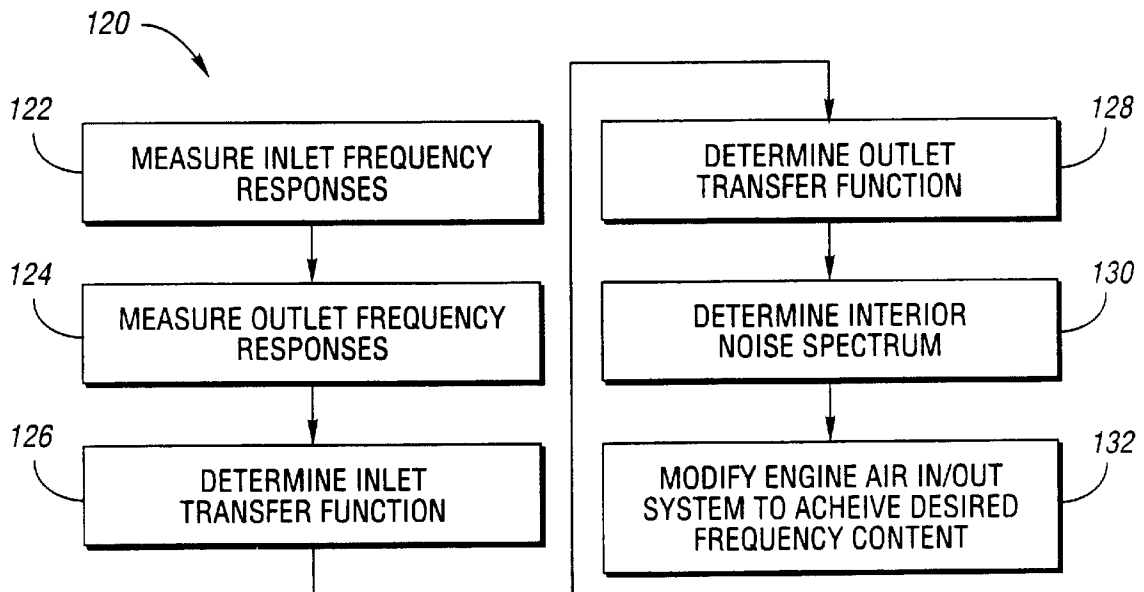 120
122
MEASURE INLET FREQUENCY
RESPONSES
124
MEASURE OUTLET FREQUENCY
RESPONSES
126
DETERMINE INLET
TRANSFER FUNCTION
128
DETERMINE OUTLET
TRANSFER FUNCTION
130
DETERMINE INTERIOR
NOISE SPECTRUM
132
MODIFY ENGINE AIR IN/OUT
SYSTEM TO ACHEIVE DESIRED
FREQUENCY CONTENT